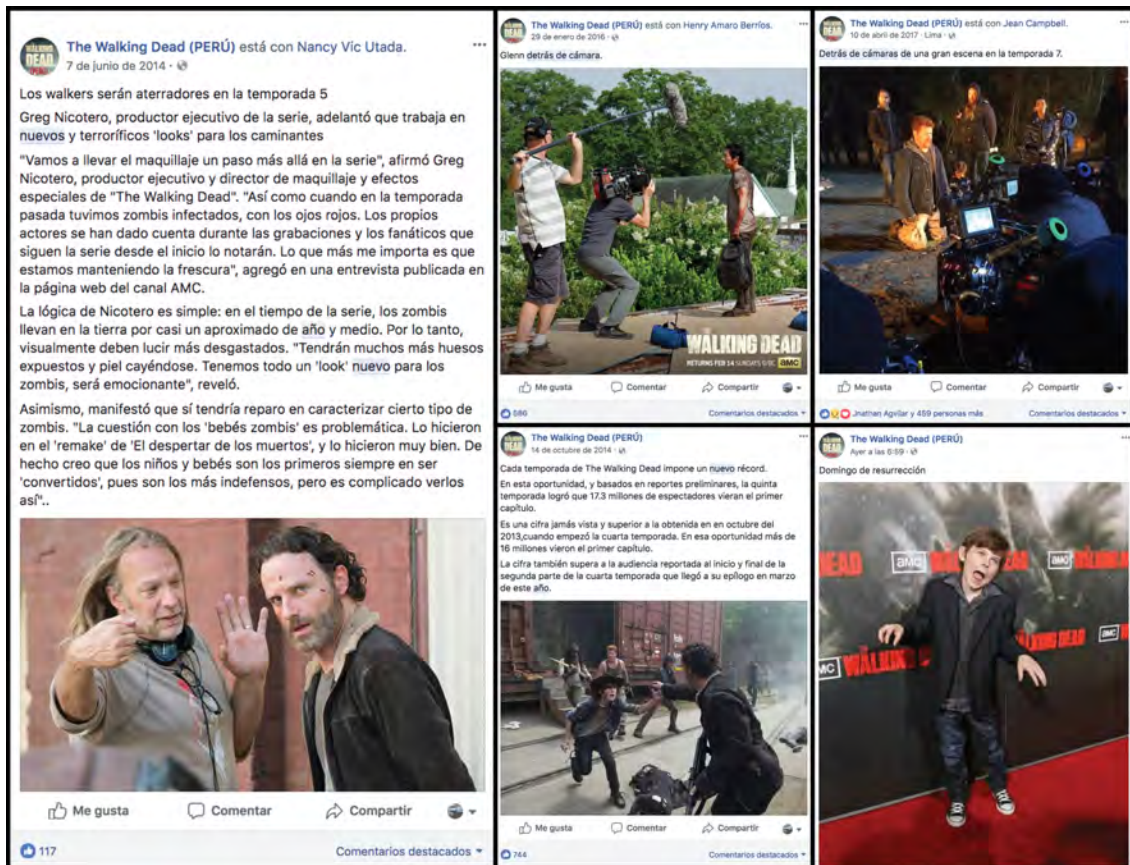 The Walking Dead (PERÚ) está con Nancy Vic Utada.
7 de junio de 2014
Los walkers serán aterradores en la temporada 5
Greg Nicotero, productor ejecutivo de la serie, adelantó que trabaja en
nuevos y terroríficos 'looks' para los caminantes
"Vamos a llevar el maquillaje un paso más allá en la serie", afirmó Greg
Nicotero, productor ejecutivo y director de maquillaje y efectos
especiales de "The Walking Dead". "Así como cuando en la temporada
pasada tuvimos zombis infectados, con los ojos rojos. Los propios
actores se han dado cuenta durante las grabaciones y los fanáticos que
siguen la serie desde el inicio lo notarán. Lo que más me importa es que
estamos manteniendo la frescura", agregó en una entrevista publicada en
la página web del canal AMC.
La lógica de Nicotero es simple: en el tiempo de la serie, los zombis
llevan en la tierra por casi un aproximado de año y medio. Por lo tanto,
visualmente deben lucir más desgastados. "Tendrán muchos más huesos
expuestos y piel cayéndose. Tenemos todo un 'look' nuevo para los
zombis, será emocionante", reveló.
Asimismo, manifestó que sí tendría reparo en caracterizar cierto tipo de
zombis. "La cuestión con los 'bebés zombis' es problemática. Lo hicieron
en el 'remake' de 'El despertar de los muertos', y lo hicieron muy bien. De
hecho creo que los niños y bebés son los primeros siempre en ser
'convertidos', pues son los más indefensos, pero es complicado verlos
así"..
Me gusta Comentar Compartir
117 Comentarios destacados
The Walking Dead (PERÚ) está con Henry Amaro Berríos.
29 de enero de 2016
Glenn detrás de cámara.
THE
WALKING DEAD
RETURNS FEB 14 SUNDAYS 9/8C AMC
Me gusta Comentar Compartir
586 Comentarios destacados
The Walking Dead (PERÚ) está con Jean Campbell.
10 de abril de 2017 · Lima
Detrás de cámaras de una gran escena en la temporada 7.
Me gusta Comentar Compartir
Jnathan Agvilar y 459 personas más Comentarios destacados
The Walking Dead (PERÚ)
14 de octubre de 2014
Cada temporada de The Walking Dead impone un nuevo récord.
En esta oportunidad, y basados en reportes preliminares, la quinta
temporada logró que 17.3 millones de espectadores vieran el primer
capítulo.
Es una cifra jamás vista y superior a la obtenida en en octubre del
2013,cuando empezó la cuarta temporada. En esa oportunidad más de
16 millones vieron el primer capítulo.
La cifra también supera a la audiencia reportada al inicio y final de la
segunda parte de la cuarta temporada que llegó a su epílogo en marzo
de este año.
Me gusta Comentar Compartir
744 Comentarios destacados
The Walking Dead (PERÚ)
Ayer a las 6:59
Domingo de resurrección
DEAD
amc
WALKING DEAD
amc
MC
WALKING